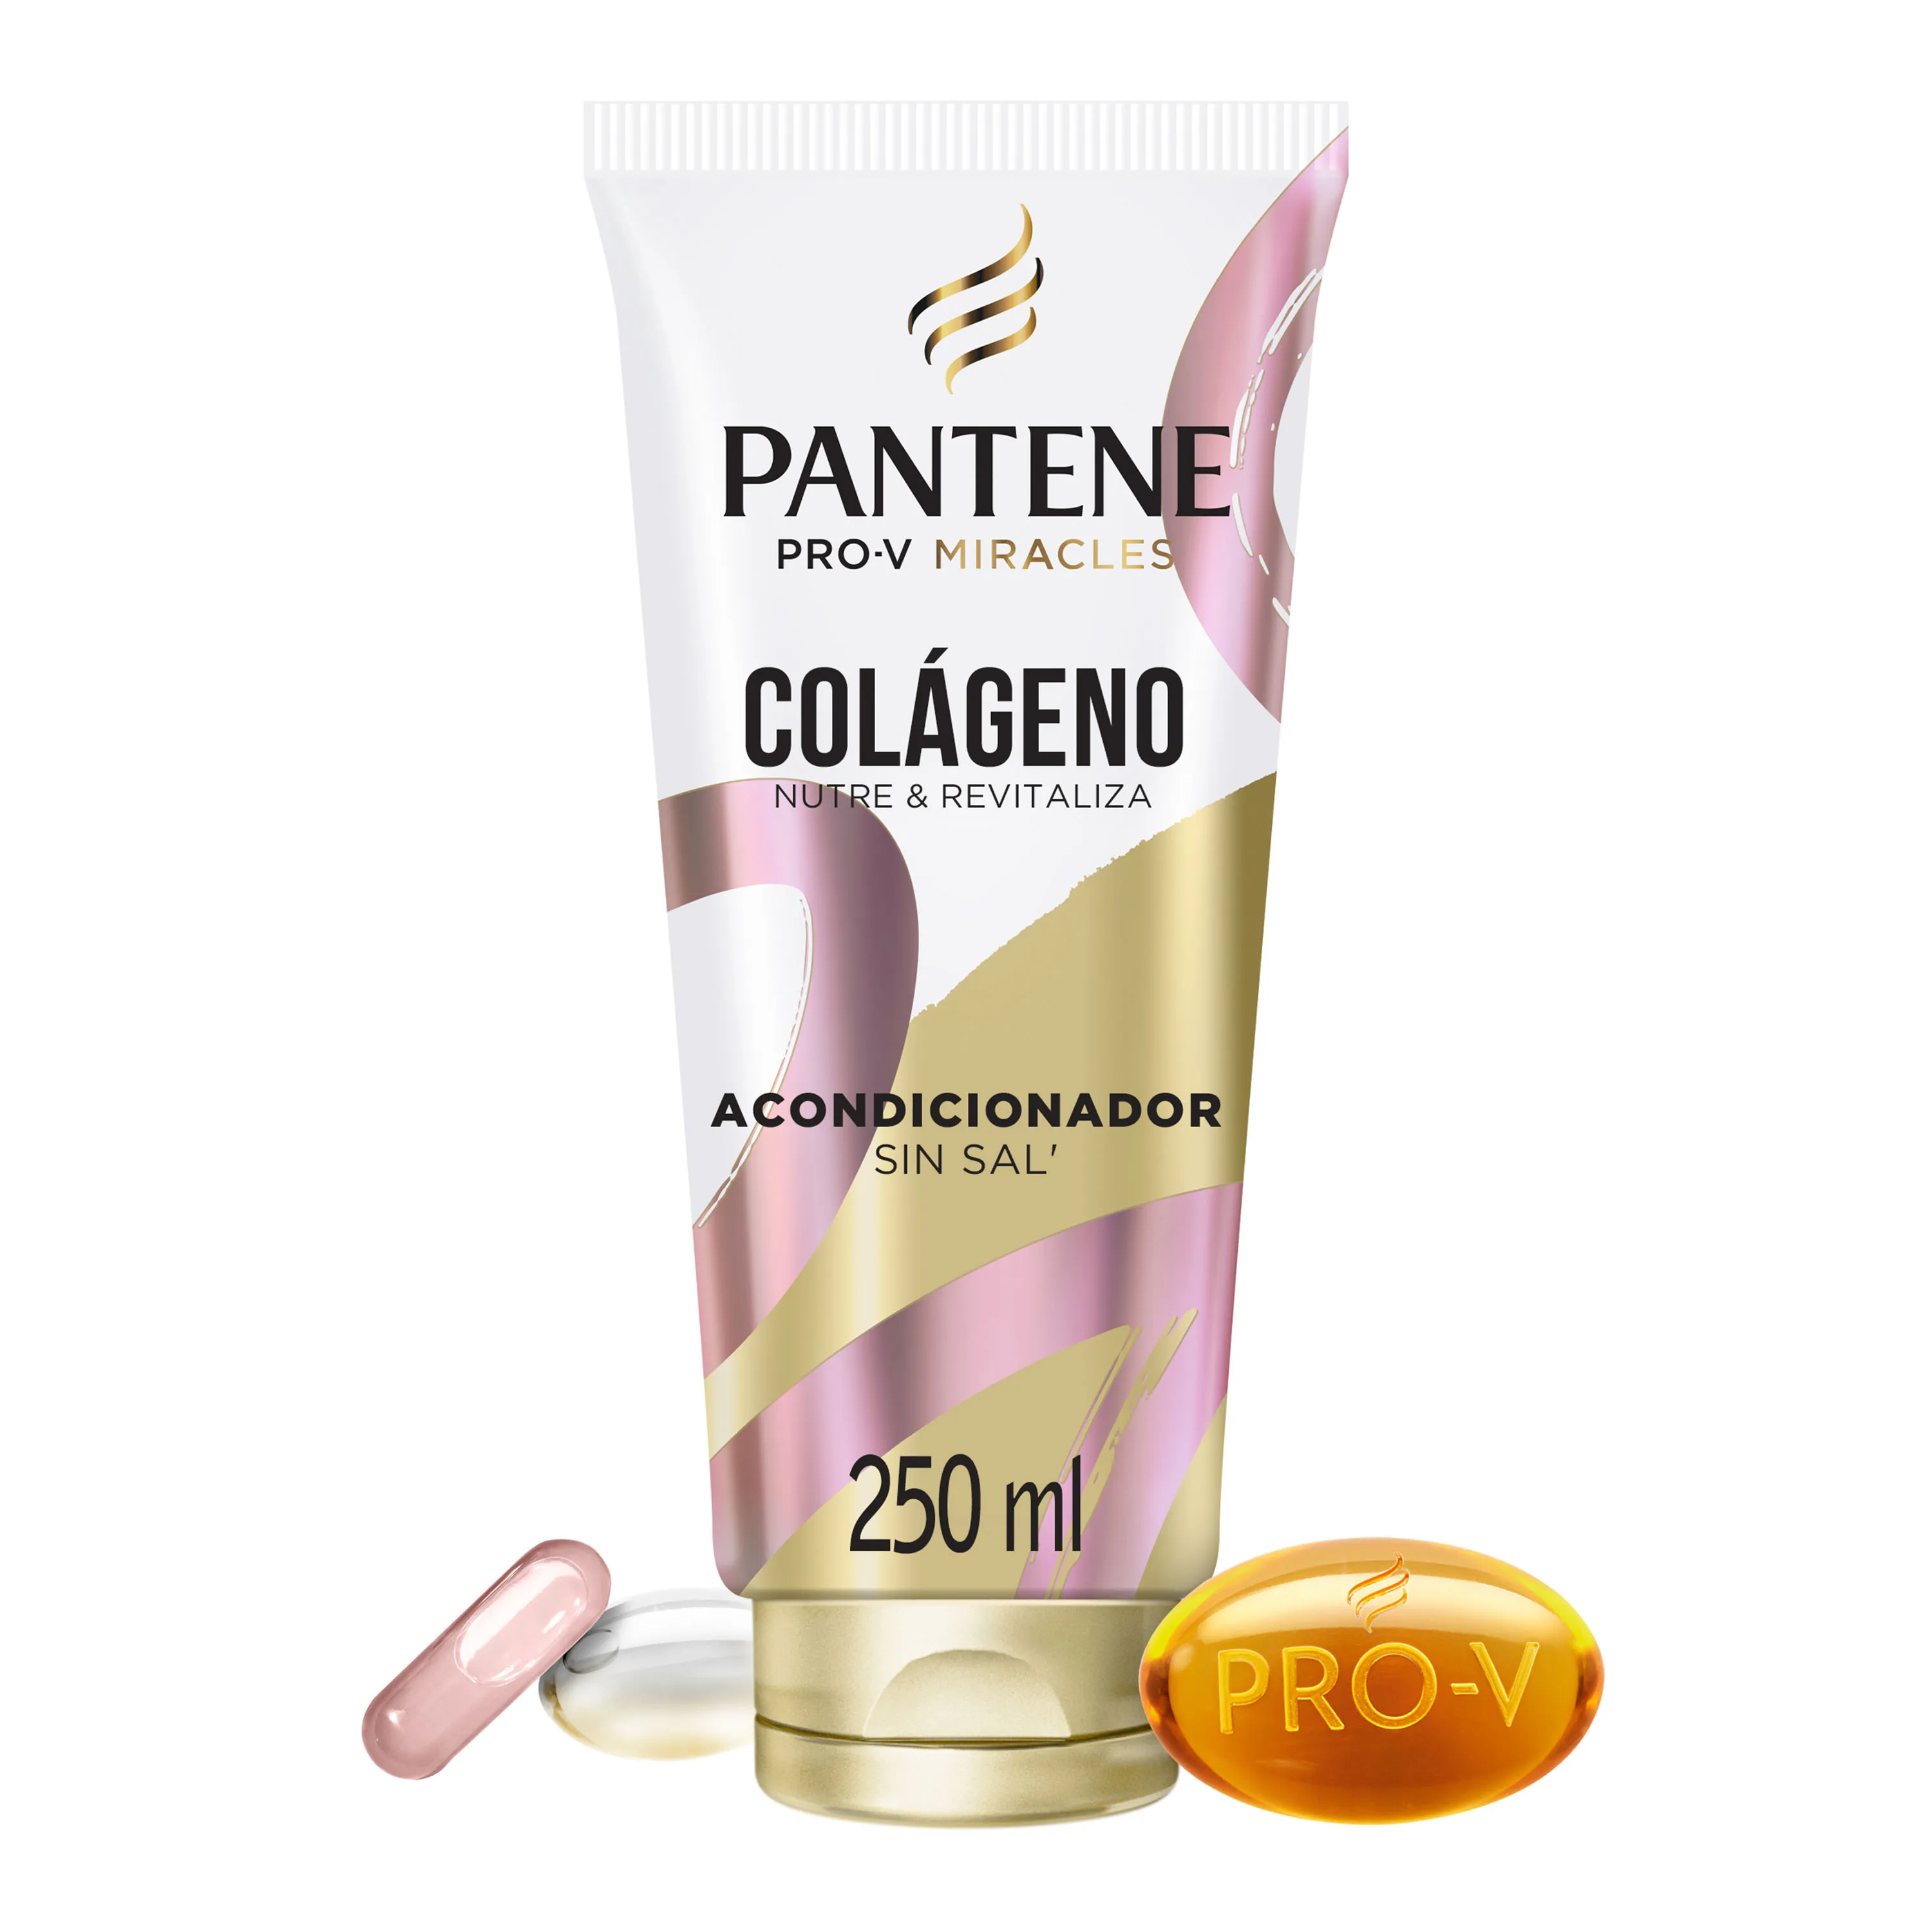 PANTENE
PRO-V MIRACLES
COLÁGENO
NUTRE & REVITALIZA
ACONDICIONADOR
SIN SAL'
250 ml
PRO-V